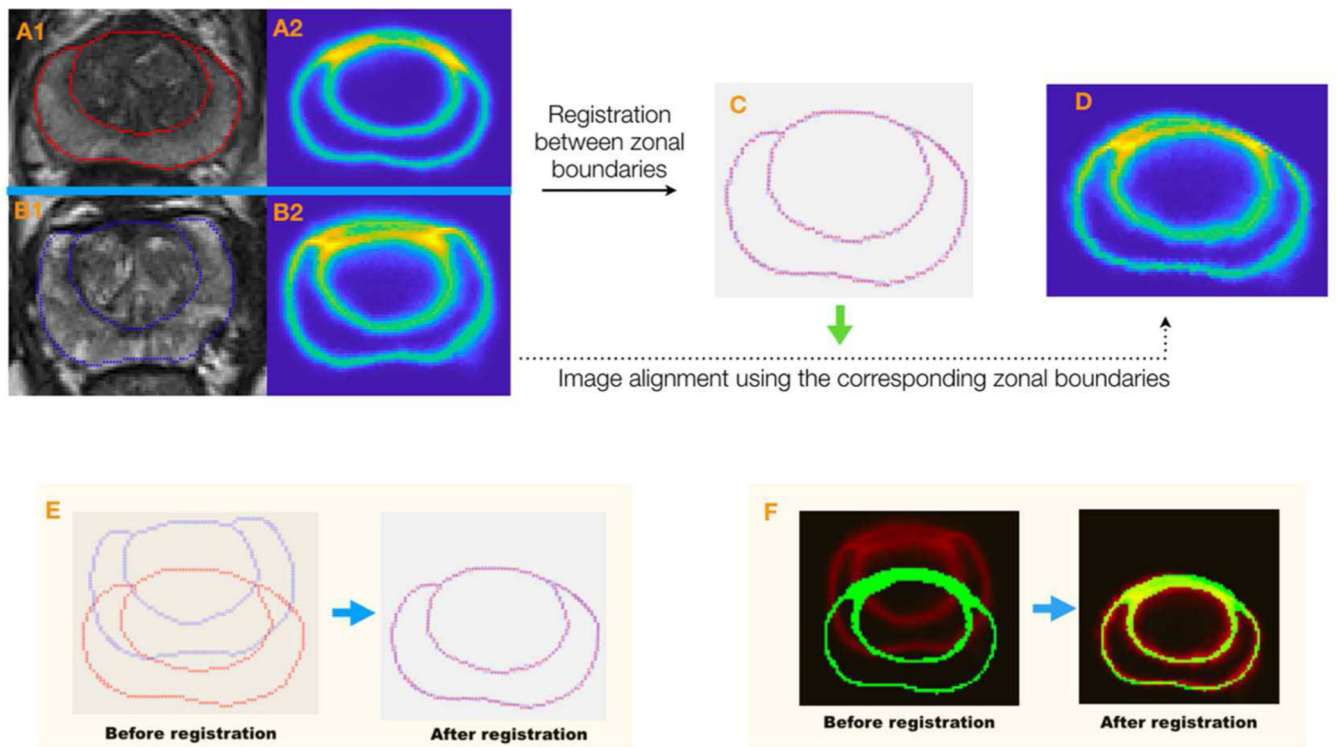 A1
A2
B1
B2
Registration
between zonal
boundaries
C
D
Image alignment using the corresponding zonal boundaries
E
Before registration
After registration
F
Before registration
After registration